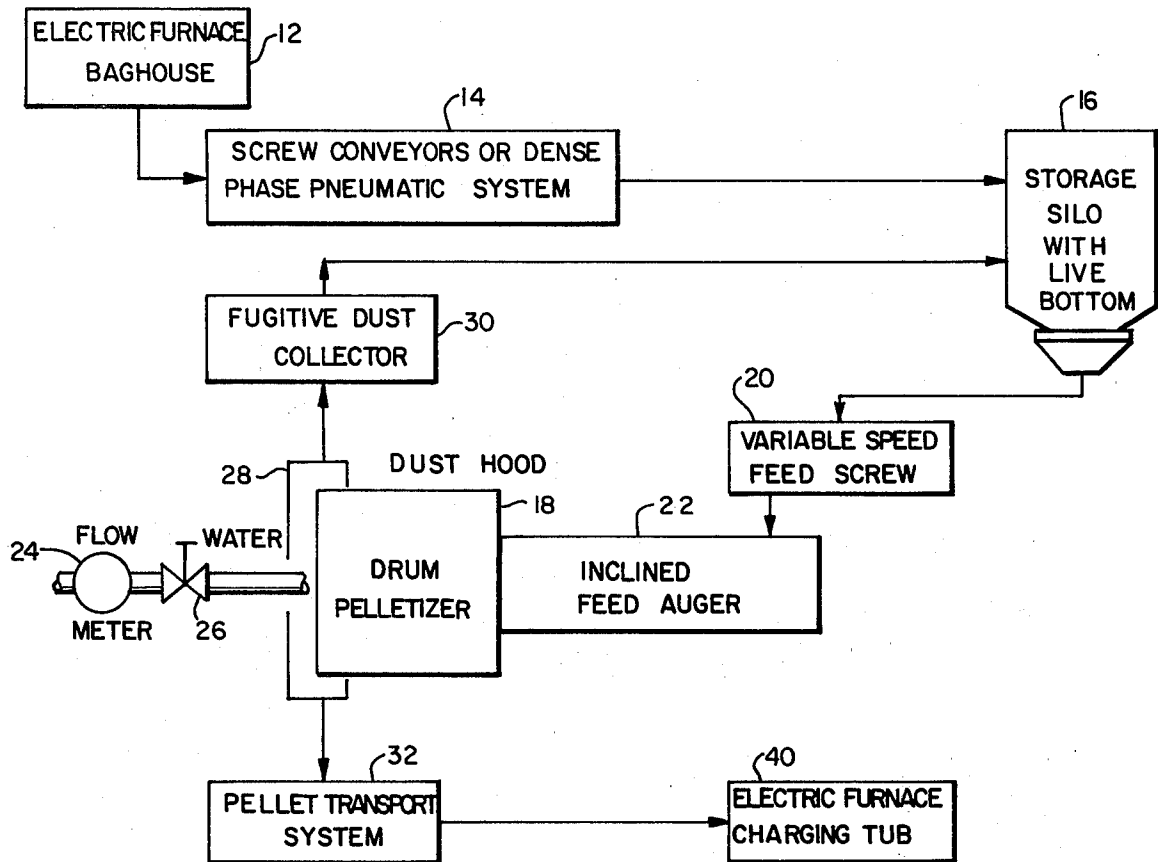 ELECTRIC FURNACE
BAGHOUSE
12
14
SCREW CONVEYORS OR DENSE
PHASE PNEUMATIC SYSTEM
16
STORAGE
SILO
WITH
LIVE
BOTTOM
FUGITIVE DUST
COLLECTOR
30
20
VARIABLE SPEED
FEED SCREW
28
DUST HOOD
18
22
24
FLOW
WATER
METER
26
DRUM
PELLETIZER
INCLINED
FEED AUGER
32
PELLET TRANSPORT
SYSTEM
40
ELECTRIC FURNACE
CHARGING TUB